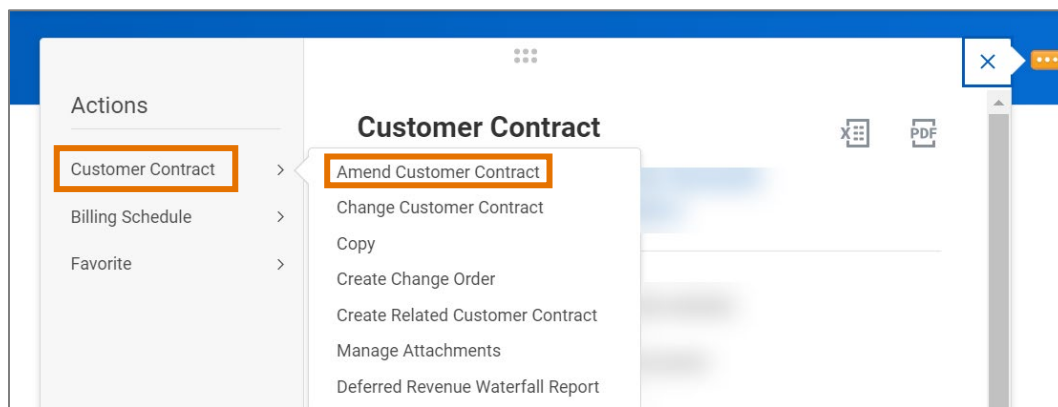 Actions
Customer Contract
Billing Schedule
Favorite
Customer Contract
PDF
Amend Customer Contract
Change Customer Contract
Copy
Create Change Order
Create Related Customer Contract
Manage Attachments
Deferred Revenue Waterfall Report